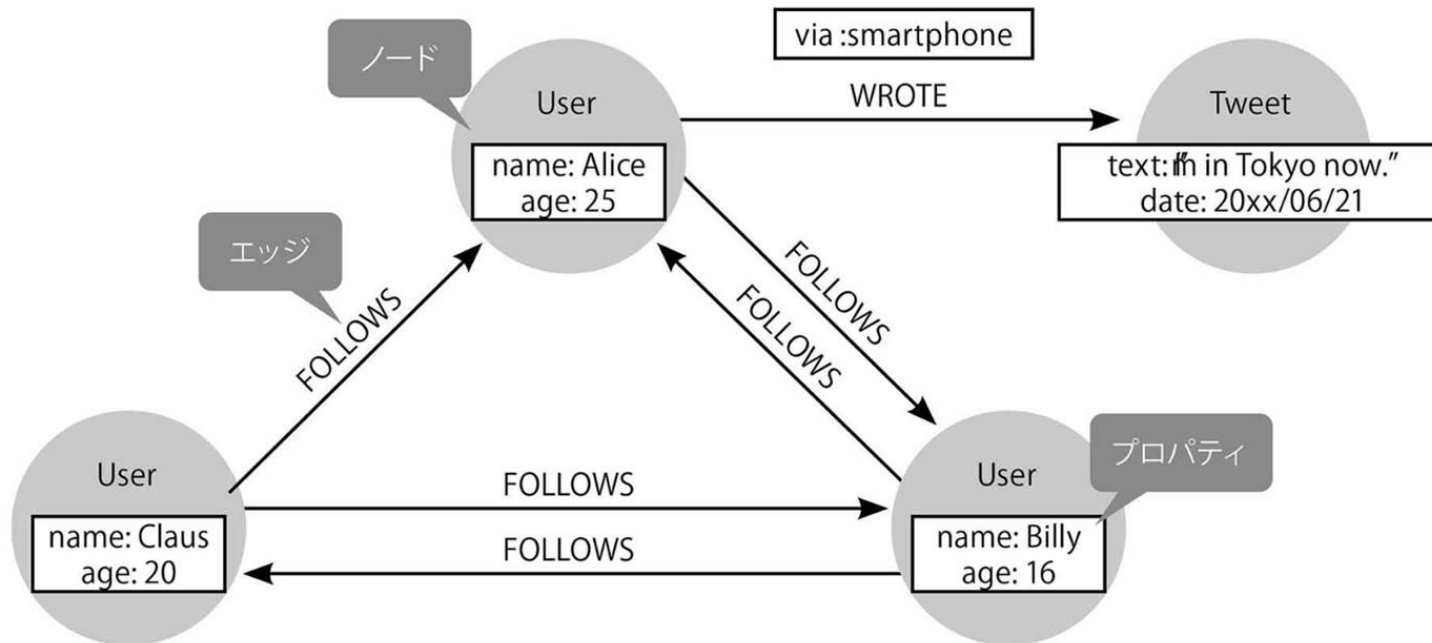 via :smartphone
ノード
User
WROTE
Tweet
name: Alice
age: 25
text: in Tokyo now.”
date: 20xx/06/21
エッジ
FOLLOWS
FOLLOWS
FOLLOWS
プロパティ
User
FOLLOWS
User
name: Claus
age: 20
FOLLOWS
name: Billy
age: 16